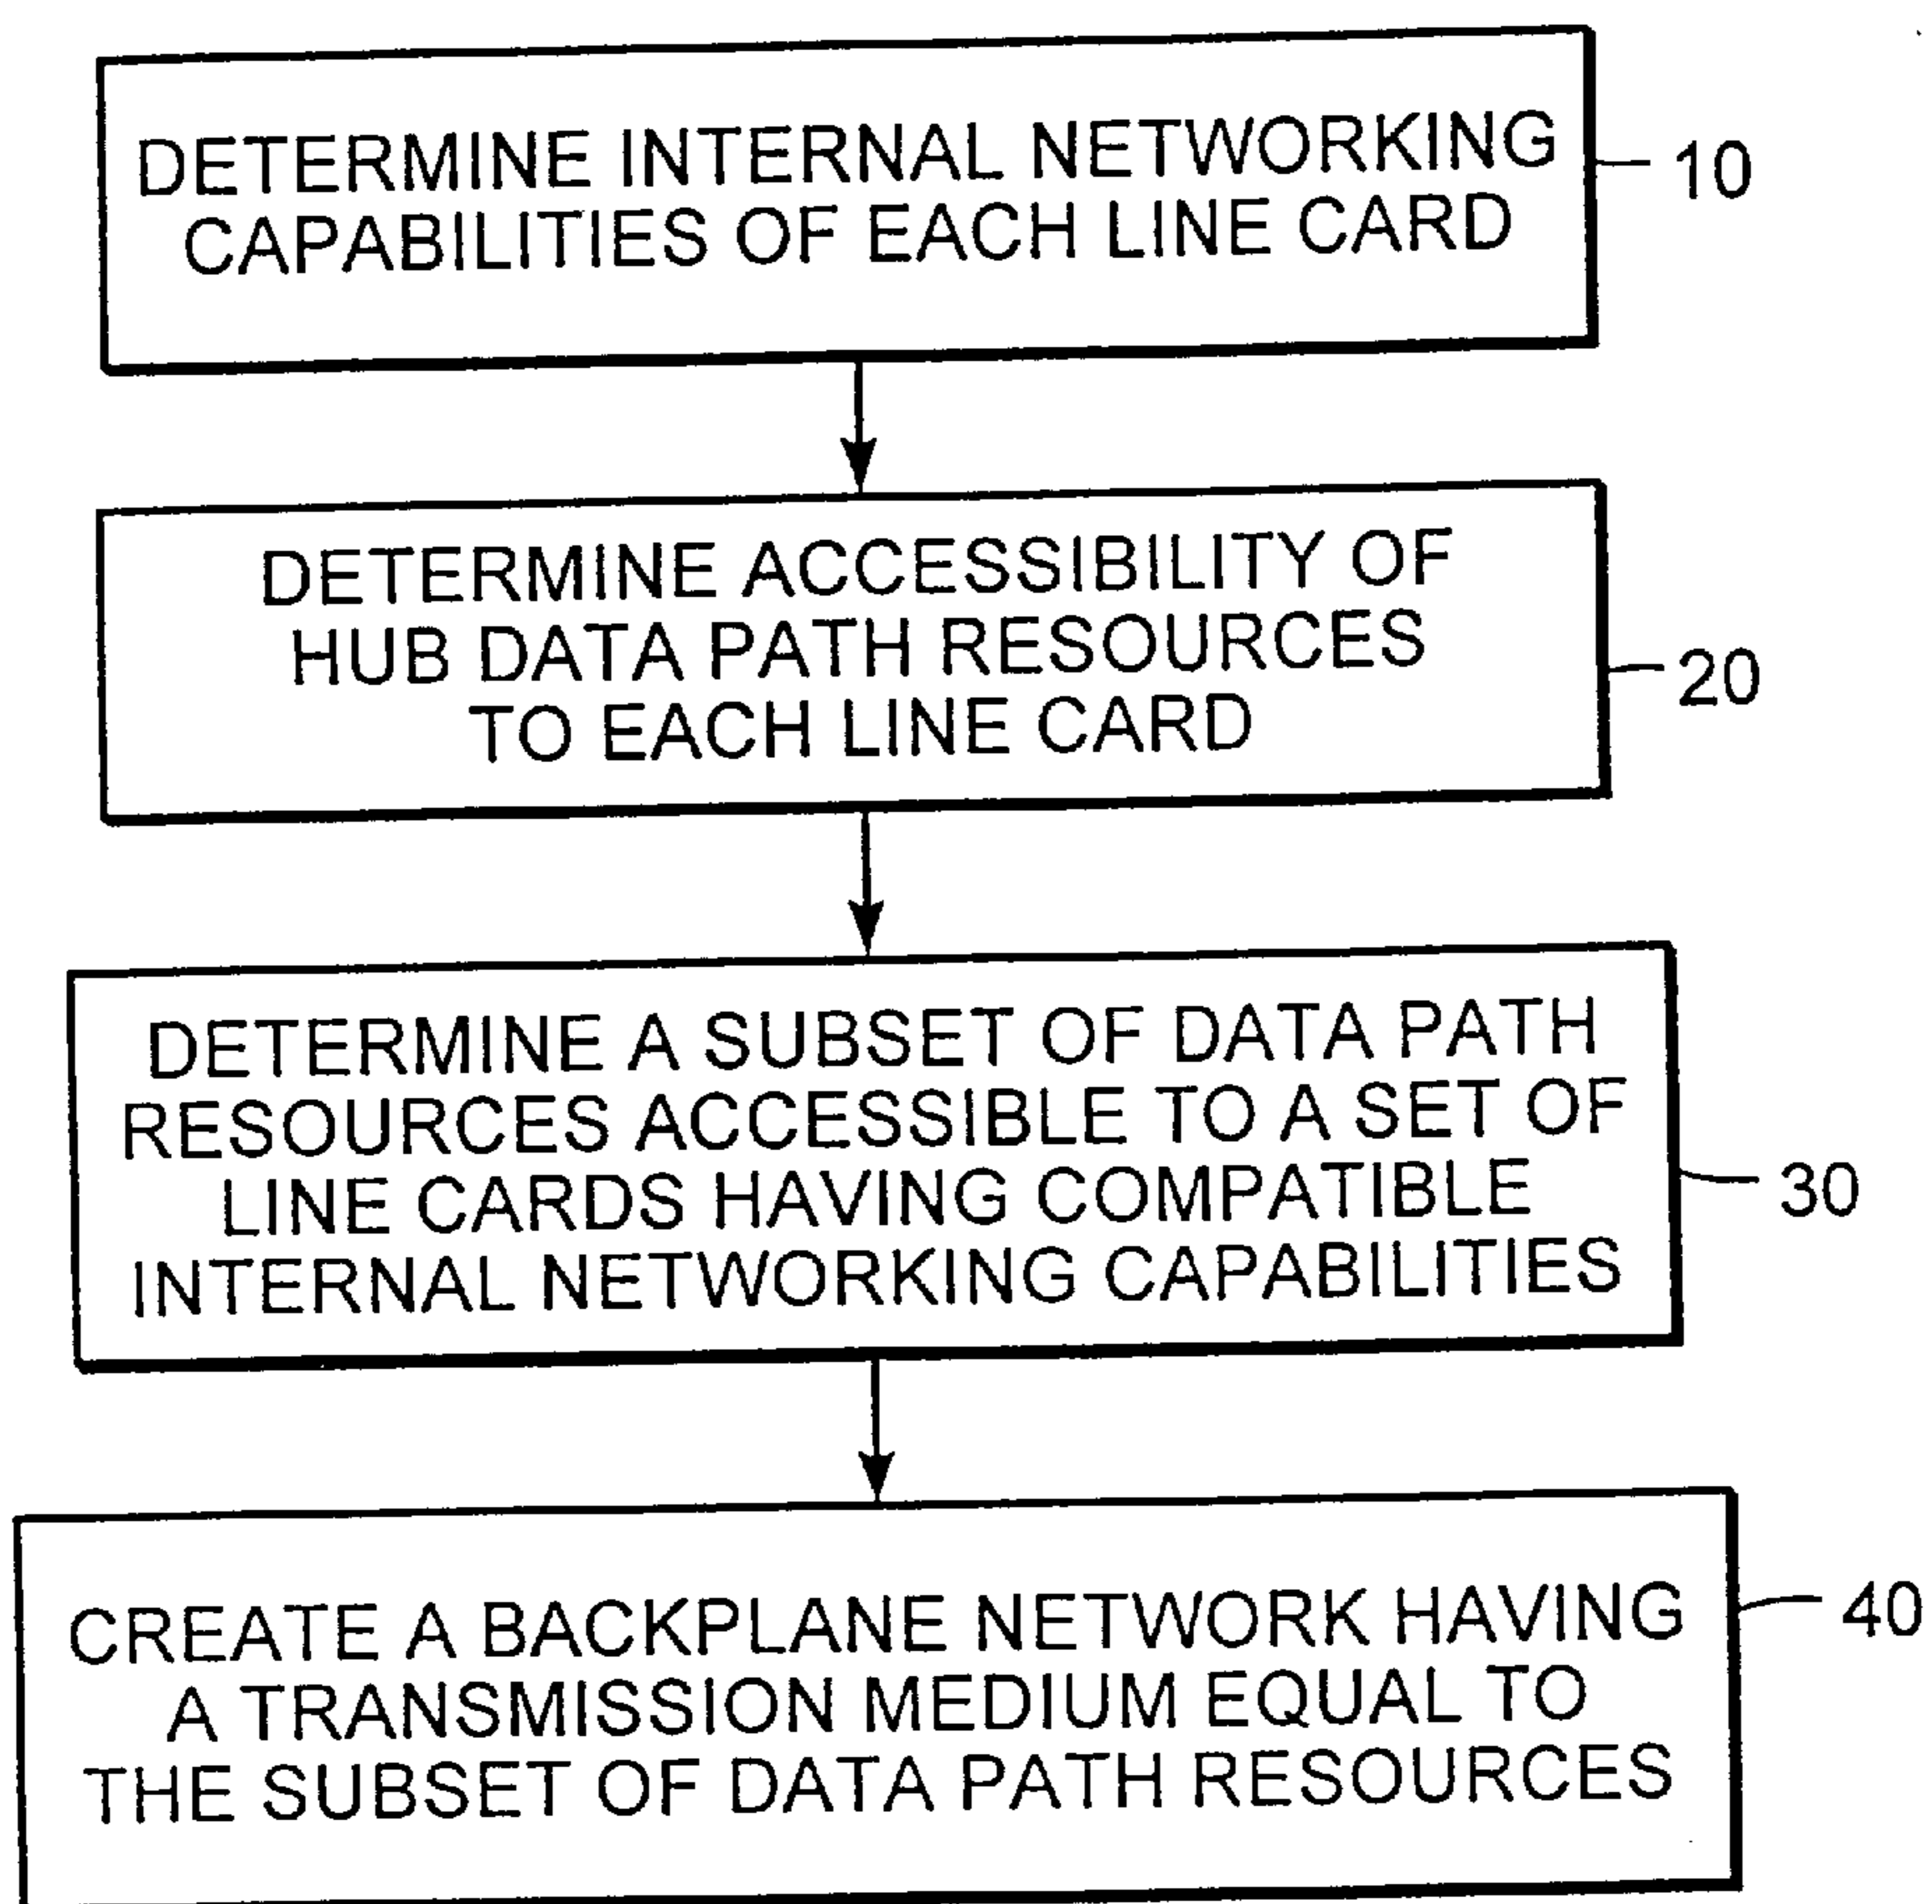 DETERMINE INTERNAL NETWORKING
CAPABILITIES OF EACH LINE CARD
10
DETERMINE ACCESSIBILITY OF
HUB DATA PATH RESOURCES
TO EACH LINE CARD
20
DETERMINE A SUBSET OF DATA PATH
RESOURCES ACCESSIBLE TO A SET OF
LINE CARDS HAVING COMPATIBLE
INTERNAL NETWORKING CAPABILITIES
30
CREATE A BACKPLANE NETWORK HAVING
A TRANSMISSION MEDIUM EQUAL TO
THE SUBSET OF DATA PATH RESOURCES
40